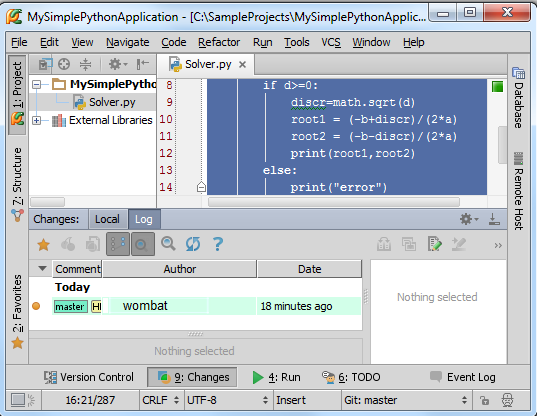 MySimplePythonApplication - [C:\SampleProjects\MySimplePythonApplic...
File Edit View Navigate Code Refactor Run Tools VCS Window Help
1: Project
7: Structure
2: Favorites
MySimplePytho
Solver.py
External Libraries
Solver.py
8 if d>=0:
9 discr=math.sqrt(d)
10 root1 = (-b+discr)/(2*a)
11 root2 = (-b-discr)/(2*a)
12 print(root1,root2)
13 else:
14 print("error")
Database
Remote Host
Changes: Local Log
Comment Author Date
Today
master HE wombat 18 minutes ago
Nothing selected
Nothing selected
Version Control 9: Changes 4: Run 6: TODO Event Log
16:21/287 CRLF UTF-8 Insert Git: master